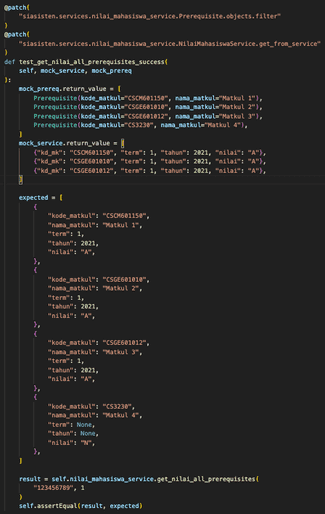 @patch(
"siasisten.services.nilai_mahasiswa_service.Prerequisite.objects.filter"
)
@patch(
"siasisten.services.nilai_mahasiswa_service.NilaiMahasiswaService.get_from_service"
)
def test_get_nilai_all_prerequisites_success(
self, mock_service, mock_prereq
):
mock_prereq.return_value = [
Prerequisite(kode_matkul="CSCM601150", nama_matkul="Matkul 1"),
Prerequisite(kode_matkul="CSGE601010", nama_matkul="Matkul 2"),
Prerequisite(kode_matkul="CSGE601012", nama_matkul="Matkul 3"),
Prerequisite(kode_matkul="CS3230", nama_matkul="Matkul 4"),
]
mock_service.return_value = [
{"kd_mk": "CSCM601150", "term": 1, "tahun": 2021, "nilai": "A"},
{"kd_mk": "CSGE601010", "term": 1, "tahun": 2021, "nilai": "A"},
{"kd_mk": "CSGE601012", "term": 1, "tahun": 2021, "nilai": "A"},
]
expected = [
{
"kode_matkul": "CSCM601150",
"nama_matkul": "Matkul 1",
"term": 1,
"tahun": 2021,
"nilai": "A",
},
{
"kode_matkul": "CSGE601010",
"nama_matkul": "Matkul 2",
"term": 1,
"tahun": 2021,
"nilai": "A",
},
{
"kode_matkul": "CSGE601012",
"nama_matkul": "Matkul 3",
"term": 1,
"tahun": 2021,
"nilai": "A",
},
{
"kode_matkul": "CS3230",
"nama_matkul": "Matkul 4",
"term": None,
"tahun": None,
"nilai": "N",
},
]
result = self.nilai_mahasiswa_service.get_nilai_all_prerequisites(
"123456789", 1
)
self.assertEqual(result, expected)